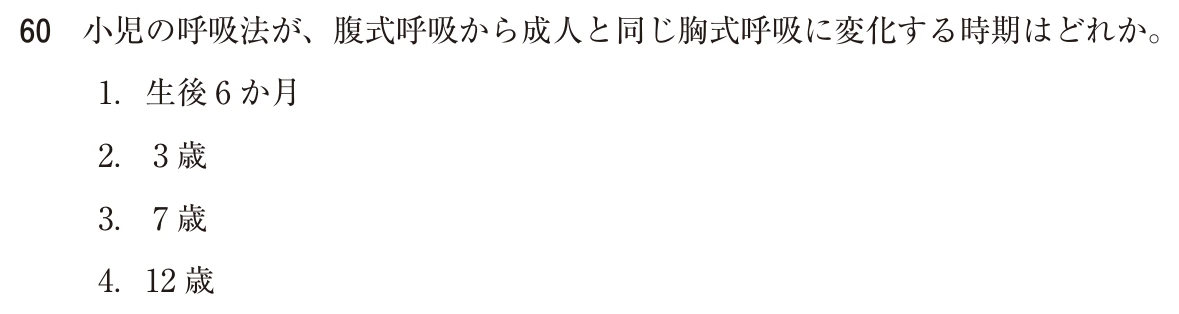 60 小児の呼吸法が、腹式呼吸から成人と同じ胸式呼吸に変化する時期はどれか。
1. 生後6か月
2. 3歳
3. 7歳
4. 12歳